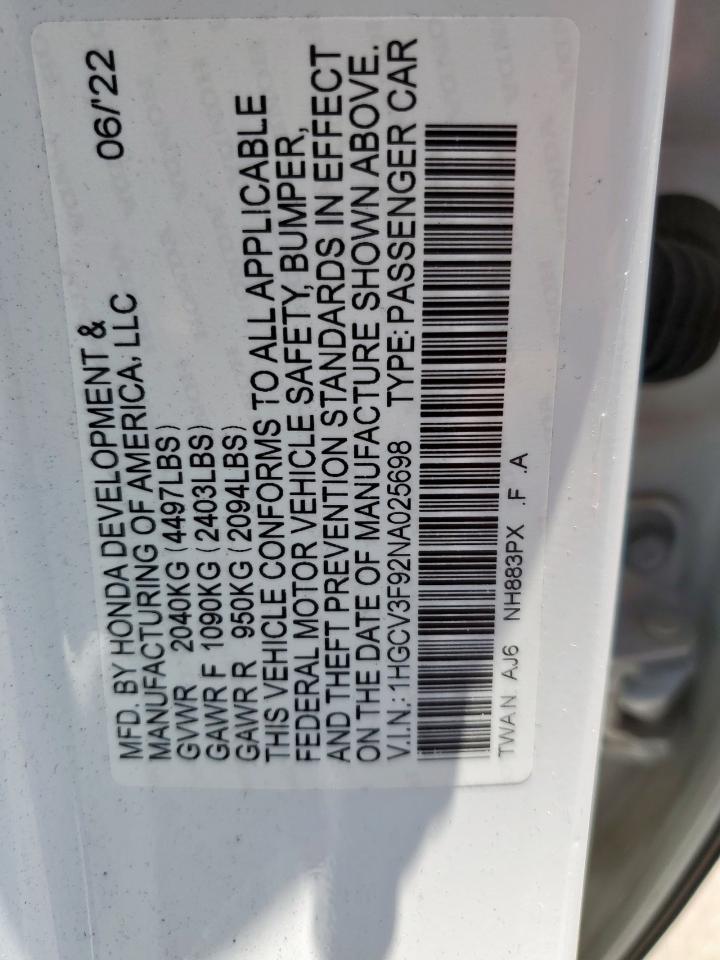 MFD. BY HONDA DEVELOPMENT & 06/'22
MANUFACTURING OF AMERICA, LLC
GVWR 2040KG (4497LBS)
GAWR F 1090KG (2403LBS)
GAWR R 950KG (2094LBS)
THIS VEHICLE CONFORMS TO ALL APPLICABLE
FEDERAL MOTOR VEHICLE SAFETY, BUMPER,
AND THEFT PREVENTION STANDARDS IN EFFECT
ON THE DATE OF MANUFACTURE SHOWN ABOVE.
V.I.N.: 1HGCV3F92NA025698 TYPE: PASSENGER CAR
TWAN AJ6 NH883PX .F .A